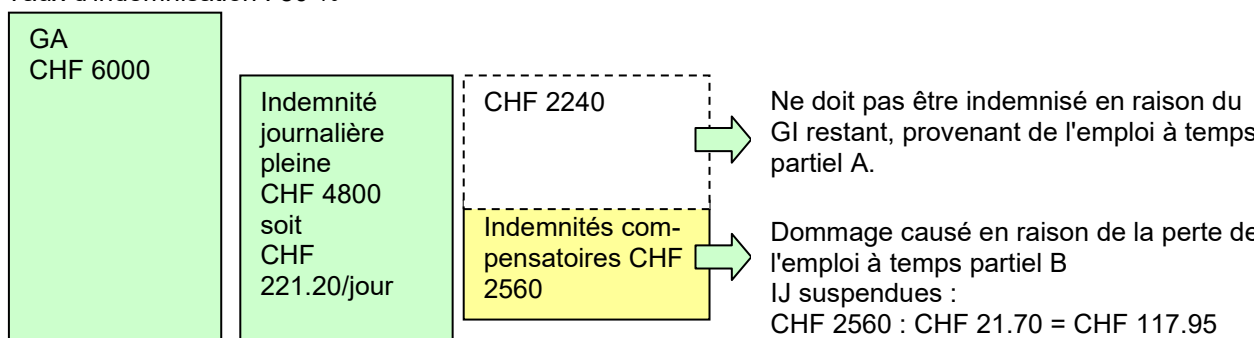 GA
CHF 6000
Indemnité
journalière
pleine
CHF 4800
soit
CHF
221.20/jour
CHF 2240
Indemnités com-
pensatoires CHF
2560
Ne doit pas être indemnisé en raison du
GI restant, provenant de l'emploi à temps
partiel A.
Dommage causé en raison de la perte de
l'emploi à temps partiel B
IJ suspendues :
CHF 2560 : CHF 21.70 = CHF 117.95